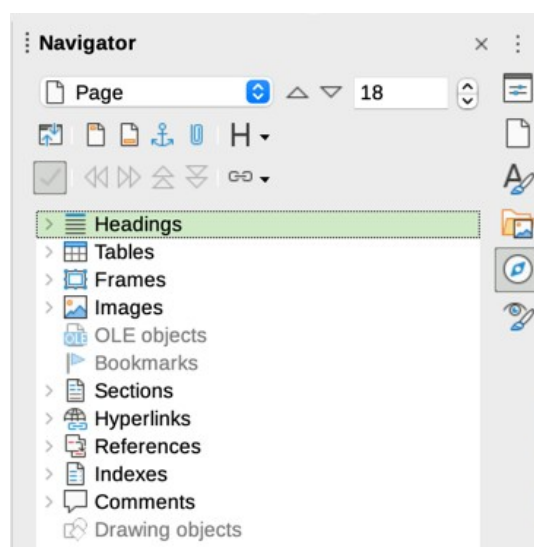 Navigator
Page 18
H
Headings
Tables
Frames
Images
OLE objects
Bookmarks
Sections
Hyperlinks
References
Indexes
Comments
Drawing objects